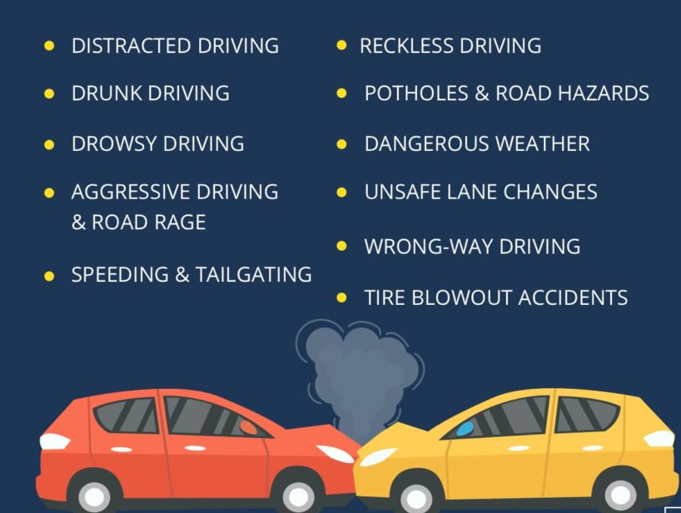 DISTRACTED DRIVING
DRUNK DRIVING
DROWSY DRIVING
AGGRESSIVE DRIVING
& ROAD RAGE
SPEEDING & TAILGATING
RECKLESS DRIVING
POTHOLES & ROAD HAZARDS
DANGEROUS WEATHER
UNSAFE LANE CHANGES
WRONG-WAY DRIVING
TIRE BLOWOUT ACCIDENTS